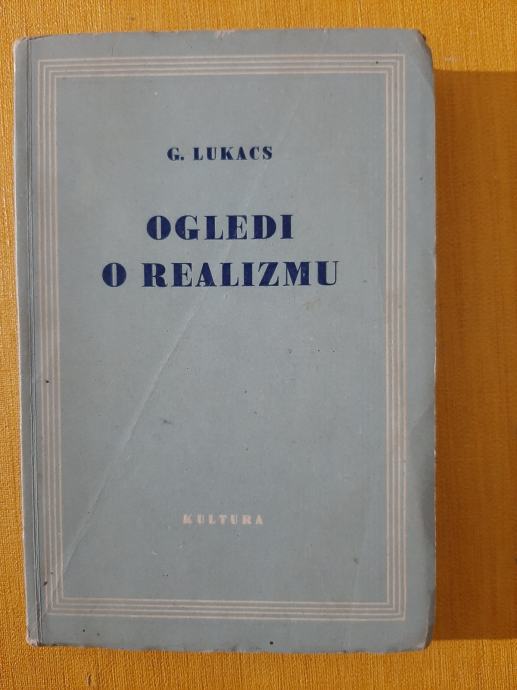 G. LUKACS
OGLEDI
O REALIZMU
KULTURA